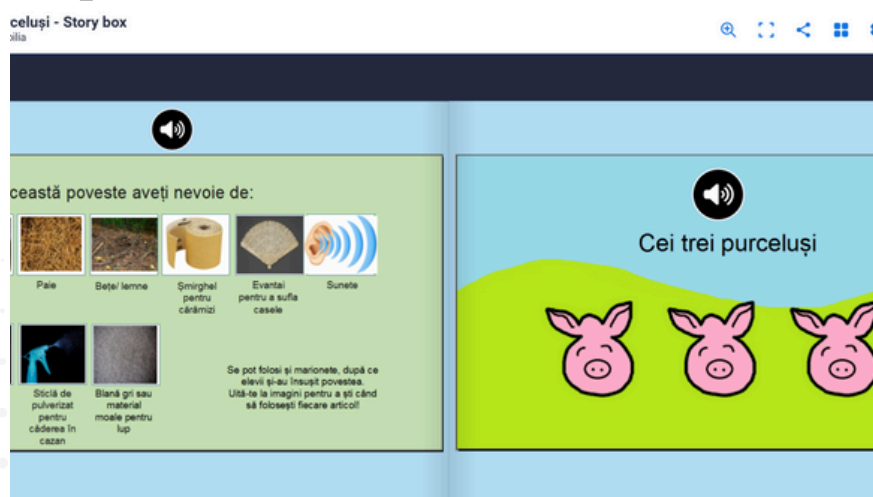 celuși - Story box
bilia
ceastă poveste aveți nevoie de:
Paie
Bețe/ lemne
Șmirghel
pentru
cărămizi
Evantai
pentru a sufla
casele
Sunete
Sticlă de
pulverizat
pentru
căderea în
cazan
Blană gri sau
material
moale pentru
lup
Se pot folosi și marionete, după ce
elevii și-au însușit povestea.
Uită-te la imagini pentru a ști când
să folosești fiecare articol!
Cei trei purceluși